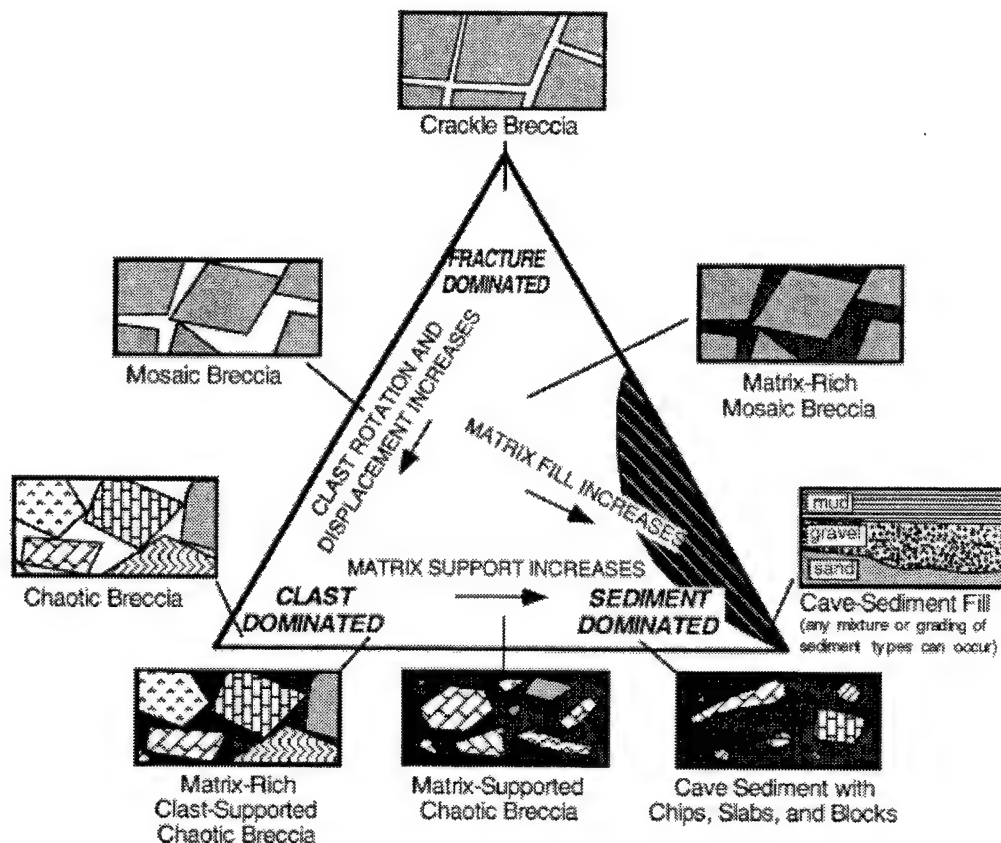 Crackle Breccia
FRACTURE
DOMINATED
Mosaic Breccia
Matrix-Rich
Mosaic Breccia
CLAST ROTATION AND
DISPLACEMENT INCREASES
MATRIX FILL INCREASES
mud
gravel
sand
Chaotic Breccia
MATRIX SUPPORT INCREASES
CLAST
DOMINATED
SEDIMENT
DOMINATED
Cave-Sediment Fill
(any mixture or grading of
sediment types can occur)
Matrix-Rich
Clast-Supported
Chaotic Breccia
Matrix-Supported
Chaotic Breccia
Cave Sediment with
Chips, Slabs, and Blocks